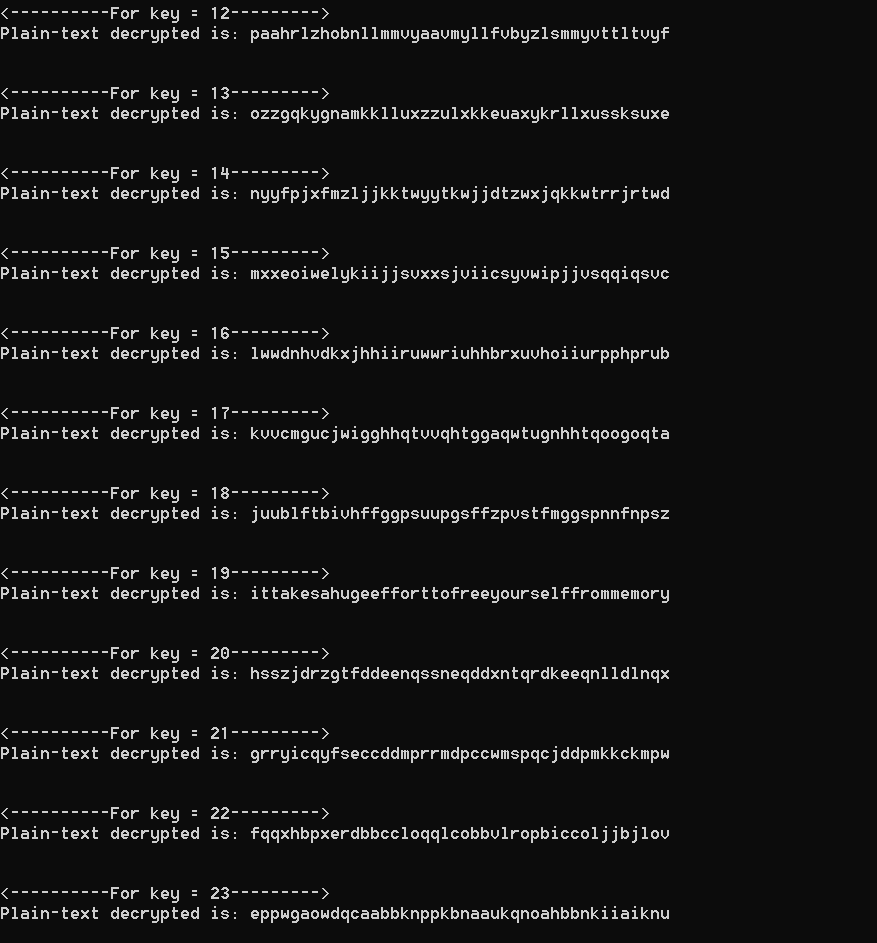 <----------For key = 12--------->
Plain-text decrypted is: paahrlzhobnllmmvyaavmyllfvbyzlsmmyvttltvyf
<----------For key = 13--------->
Plain-text decrypted is: ozzgqkygnamkklluxzzulxkkeuaxykrllxussksuxe
<----------For key = 14--------->
Plain-text decrypted is: nyyfpjxfmzljjkktwyytkwjjdtzwxjqkkwtrrjrtwd
<----------For key = 15--------->
Plain-text decrypted is: mxxeoiwelykiijjsvxxsjviicsyvwipjjvsqqiqsvc
<----------For key = 16--------->
Plain-text decrypted is: lwwdnhvdkxjhhiiruwwriuhhbrxuvhoiiurpphprub
<----------For key = 17--------->
Plain-text decrypted is: kvvcmgucjwigghhqtvvqhtggaqwtugnhhtqoogoqta
<----------For key = 18--------->
Plain-text decrypted is: juublftbivhffggpsuupgsffzpvstfmggspnnfnpsz
<----------For key = 19--------->
Plain-text decrypted is: ittakesahugeefforttofreeyourselffrommemory
<----------For key = 20--------->
Plain-text decrypted is: hsszjdrzgtfddeenqssneqddxntqrdkeeqnlldlnqx
<----------For key = 21--------->
Plain-text decrypted is: grryicqyfseccddmprrmdpccwmspqcjddpmkkckmpw
<----------For key = 22--------->
Plain-text decrypted is: fqqxhbpxerdbbccloqqlcobbvlropbiccoljjbjlov
<----------For key = 23--------->
Plain-text decrypted is: eppwgaowdqcaabbknppkbnaaukqnoahbbnkiiaiknu